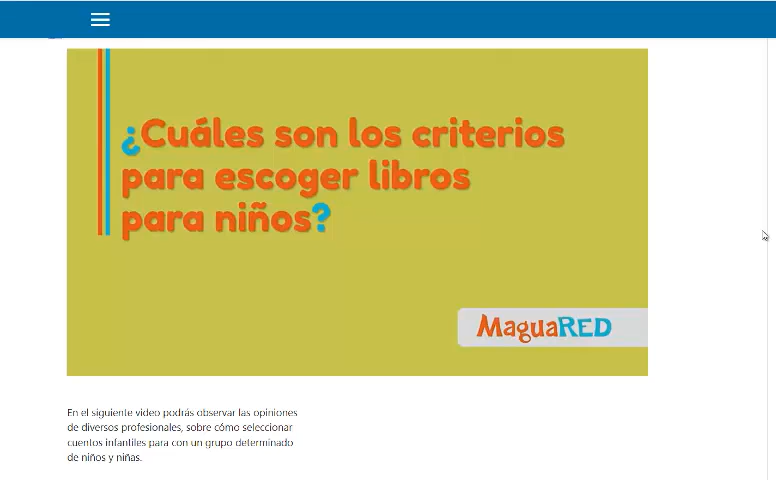 ¿Cuáles son los criterios
para escoger libros
para niños?
MaguaRED
En el siguiente video podrás observar las opiniones
de diversos profesionales, sobre cómo seleccionar
cuentos infantiles para con un grupo determinado
de niños y niñas.